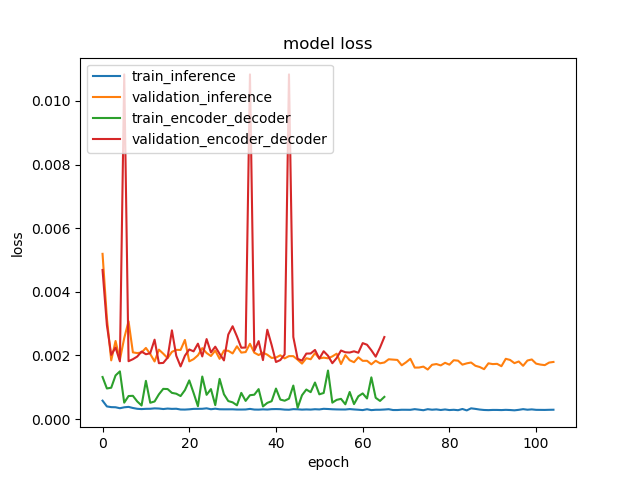 model loss
train_inference
validation_inference
train_encoder_decoder
validation_encoder_decoder
loss
0.010
0.008
0.006
0.004
0.002
0.000
0 20 40 60 80 100
epoch